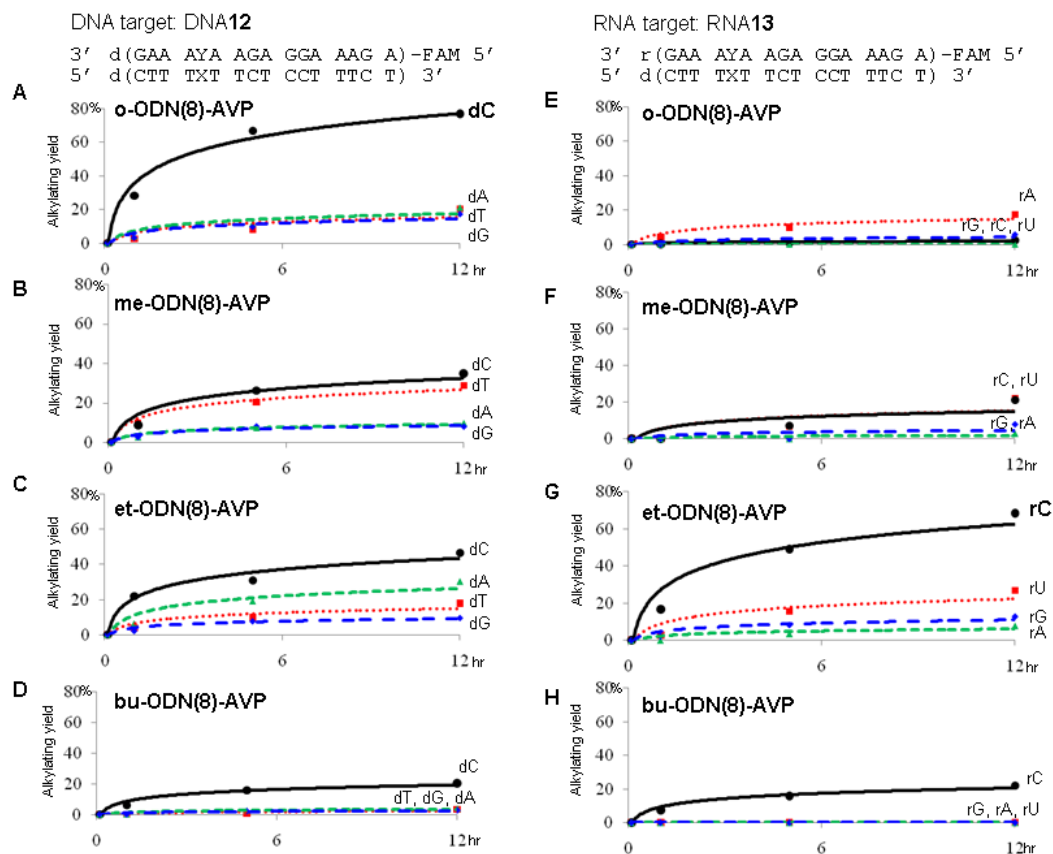 DNA target: DNA12
3' d(GAA AYA AGA GGA AAG A)-FAM 5'
5' d(CTT TXT TCT CCT TTCT) 3'
RNA target: RNA13
3' r(GAA AYA AGA GGA AAG A)-FAM 5'
5' d(CTT TXT TCT CCT TTC T) 3'
A
o-ODN(8)-AVP
Alkylating yield
80%
60
40
20
0
dC
dA
dT
dG
0
6
12 hr
B
me-ODN(8)-AVP
Alkylating yield
80%
60
40
20
0
dC
dT
dA
dG
0
6
12 hr
C
et-ODN(8)-AVP
Alkylating yield
80%
60
40
20
0
dC
dA
dT
dG
0
6
12 hr
D
bu-ODN(8)-AVP
Alkylating yield
80%
60
40
20
0
dC
dT, dG, dA
0
6
12 hr
E
o-ODN(8)-AVP
Alkylating yield
80%
60
40
20
0
rA
rG, rC, rU
0
6
12 hr
F
me-ODN(8)-AVP
Alkylating yield
80%
60
40
20
0
rC, rU
rG, rA
0
6
12 hr
G
et-ODN(8)-AVP
Alkylating yield
80%
60
40
20
0
rC
rU
rG
rA
0
6
12 hr
H
bu-ODN(8)-AVP
Alkylating yield
80%
60
40
20
0
rC
rG, rA, rU
0
6
12 hr